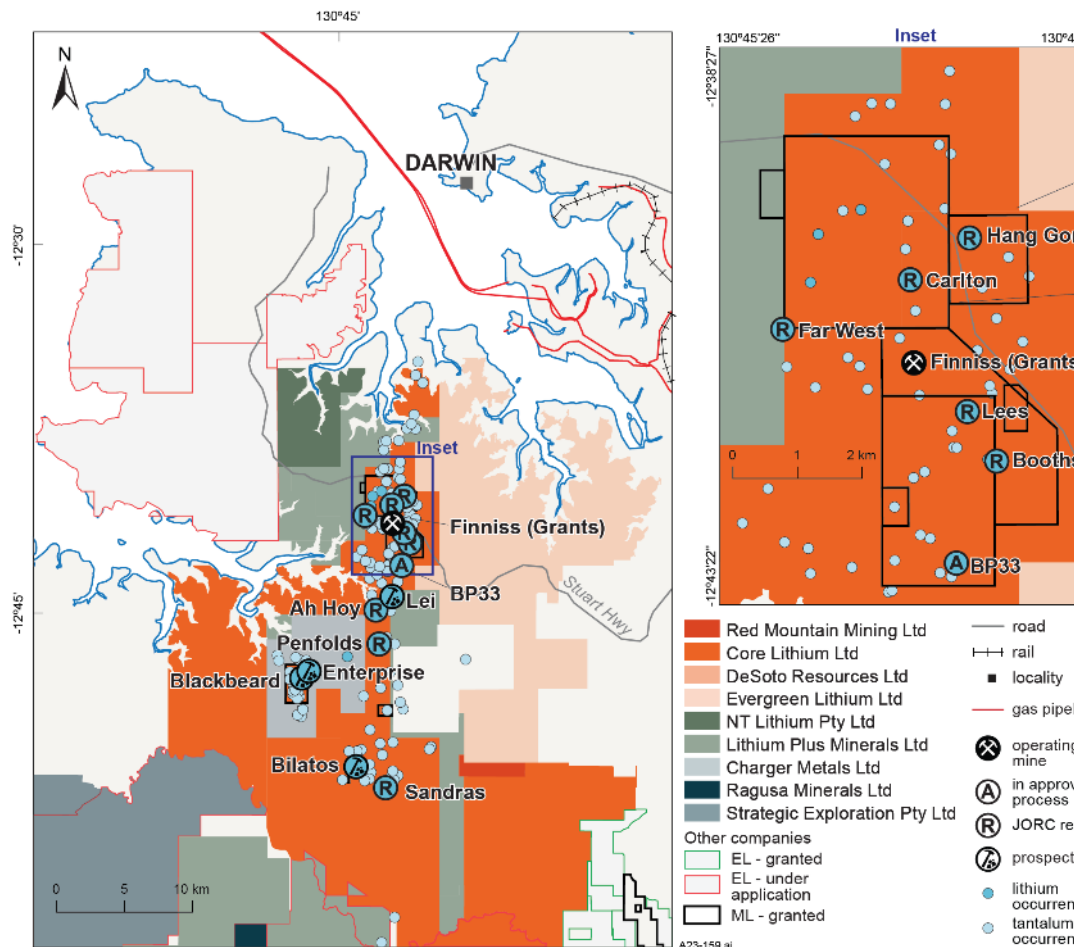 130°45'
N
DARWIN
-12°30'
Inset
Finniss (Grants)
BP33
Lei
Stuart Hwy
-12°45'
Ah Hoy
Penfolds
Enterprise
Blackbeard
Bilatos
Sandras
0 5 10 km
130°45'26"
Inset
130°4
-12°38'27"
Hang Gon
Carlton
Far West
Finniss (Grants
Lees
0 1 2 km
Booths
BP33
-12°43'22"
Red Mountain Mining Ltd
Core Lithium Ltd
DeSoto Resources Ltd
Evergreen Lithium Ltd
NT Lithium Pty Ltd
Lithium Plus Minerals Ltd
Charger Metals Ltd
Ragusa Minerals Ltd
Strategic Exploration Pty Ltd
Other companies
EL - granted
EL - under
application
ML - granted
road
rail
locality
gas pipel
operating
mine
A in approv
process
R JORC re
prospect
lithium
occurren
tantalum
occurren
A23-159.ai